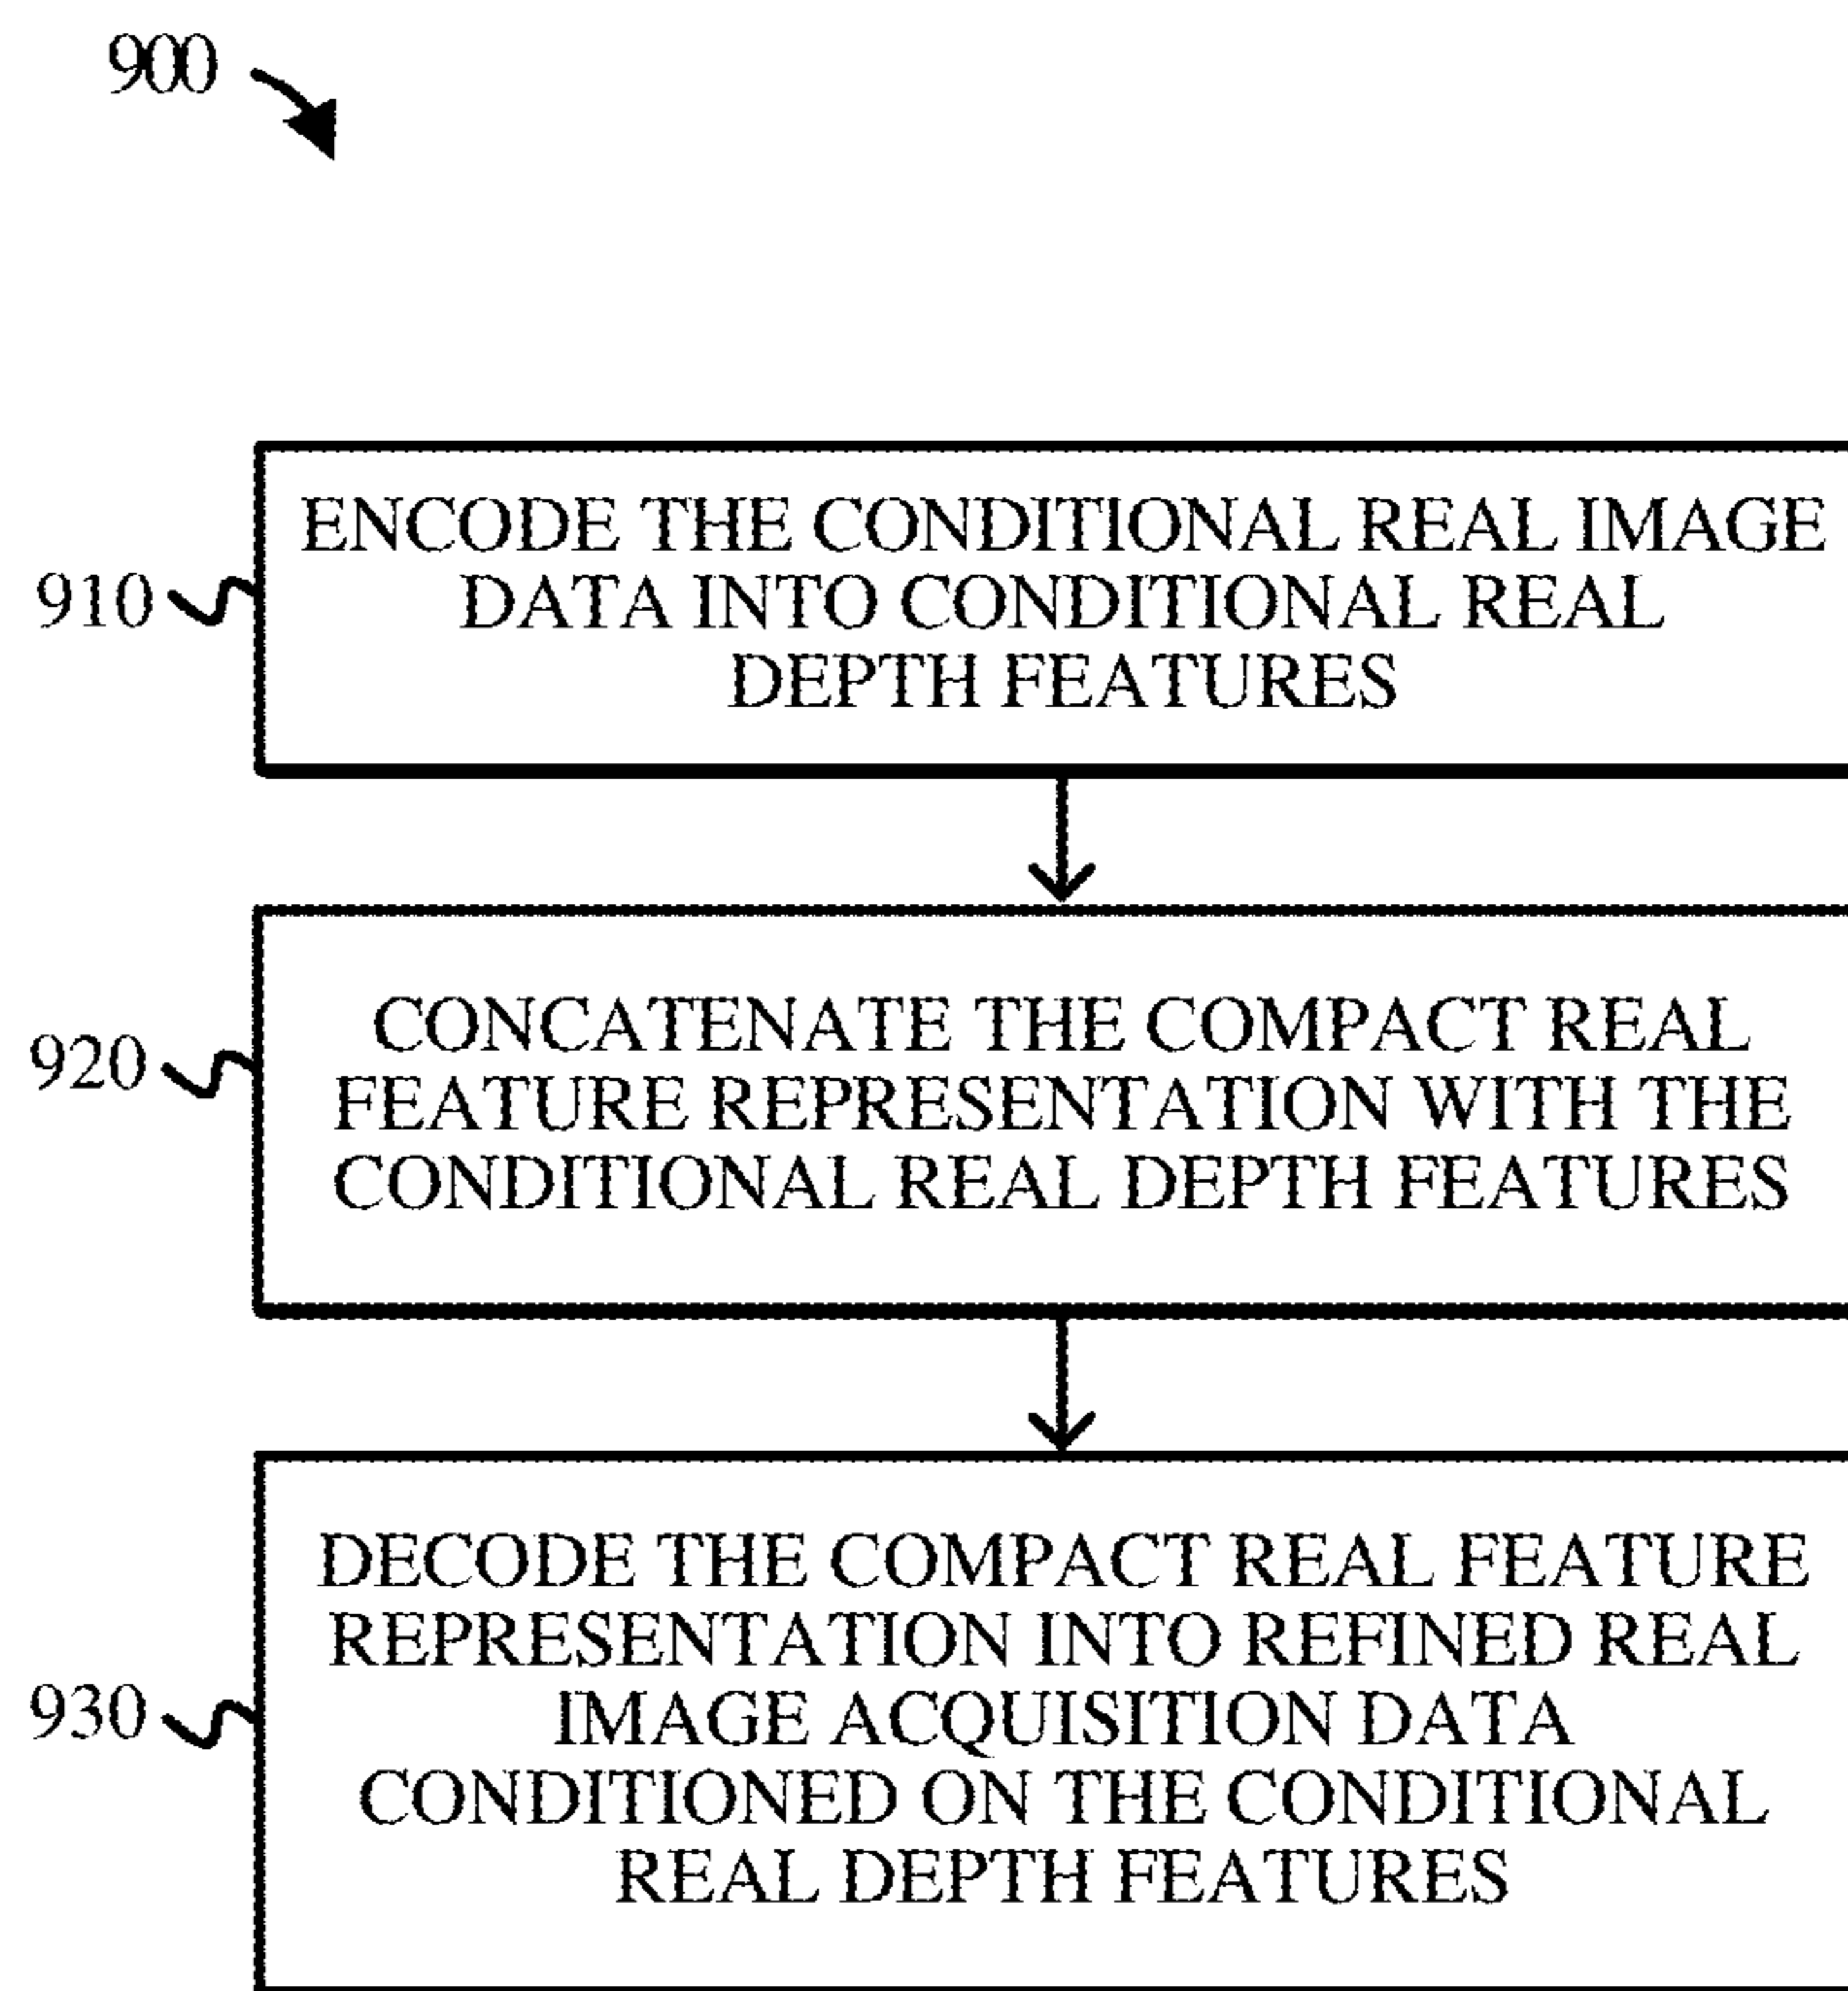 900
910
ENCODE THE CONDITIONAL REAL IMAGE
DATA INTO CONDITIONAL REAL
DEPTH FEATURES
920
CONCATENATE THE COMPACT REAL
FEATURE REPRESENTATION WITH THE
CONDITIONAL REAL DEPTH FEATURES
930
DECODE THE COMPACT REAL FEATURE
REPRESENTATION INTO REFINED REAL
IMAGE ACQUISITION DATA
CONDITIONED ON THE CONDITIONAL
REAL DEPTH FEATURES